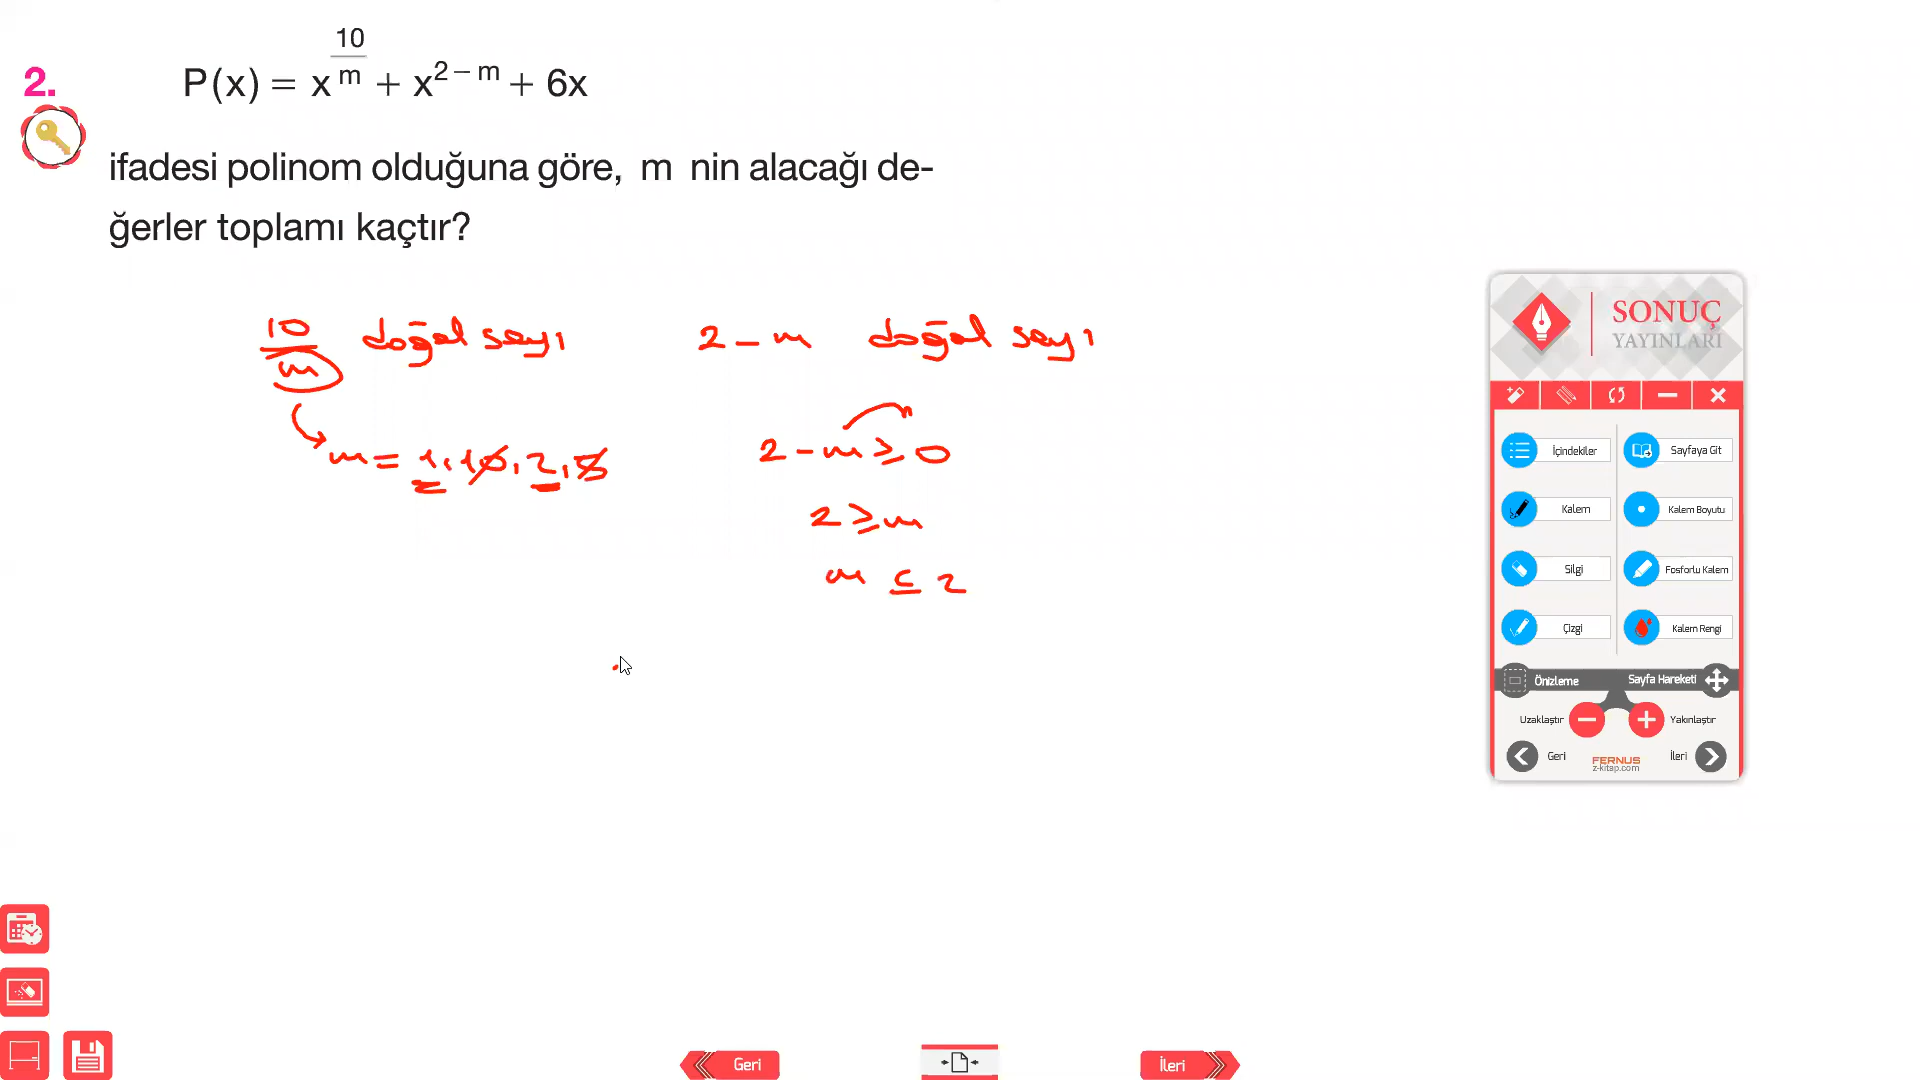 2. P(x) = x^(10/m) + x^(2 − m) + 6x
ifadesi polinom olduğuna göre, m nin alacağı de-
ğerler toplamı kaçtır?
10/m doğal sayı
2 - m doğal sayı
m = 1, 10, 2, 5
2 - m ≥ 0
2 ≥ m
m ≤ 2
SONUÇ
YAYINLARI
İçindekiler
Sayfaya Git
Kalem
Kalem Boyutu
Silgi
Fosforlu Kalem
Çizgi
Kalem Rengi
Önizleme
Sayfa Hareketi
Uzaklaştır
Yakınlaştır
Geri
İleri
FERNUS
z-kitap.com
Geri
İleri